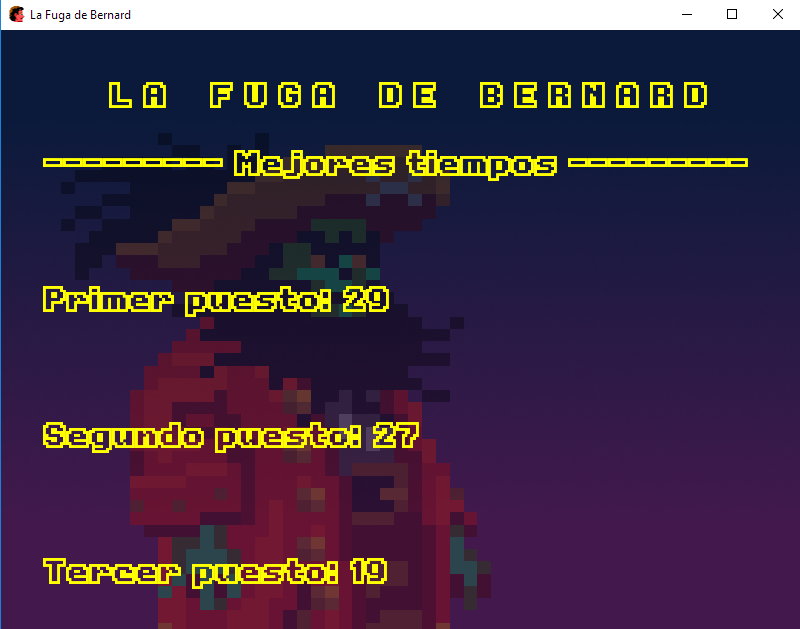 La Fuga de Bernard
LA FUGA DE BERNARD
--------- Mejores tiempos ---------
Primer puesto: 29
Segundo puesto: 27
Tercer puesto: 19